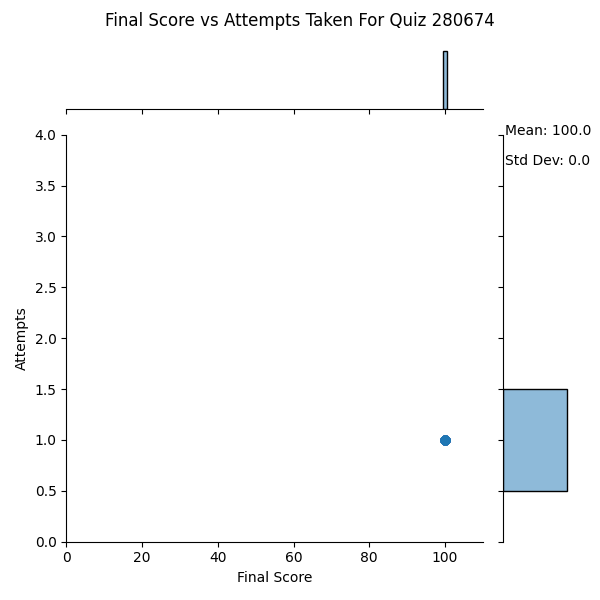 Final Score vs Attempts Taken For Quiz 280674
Mean: 100.0
Std Dev: 0.0
4.0
3.5
3.0
2.5
2.0
1.5
1.0
0.5
0.0
Attempts
0 20 40 60 80 100
Final Score